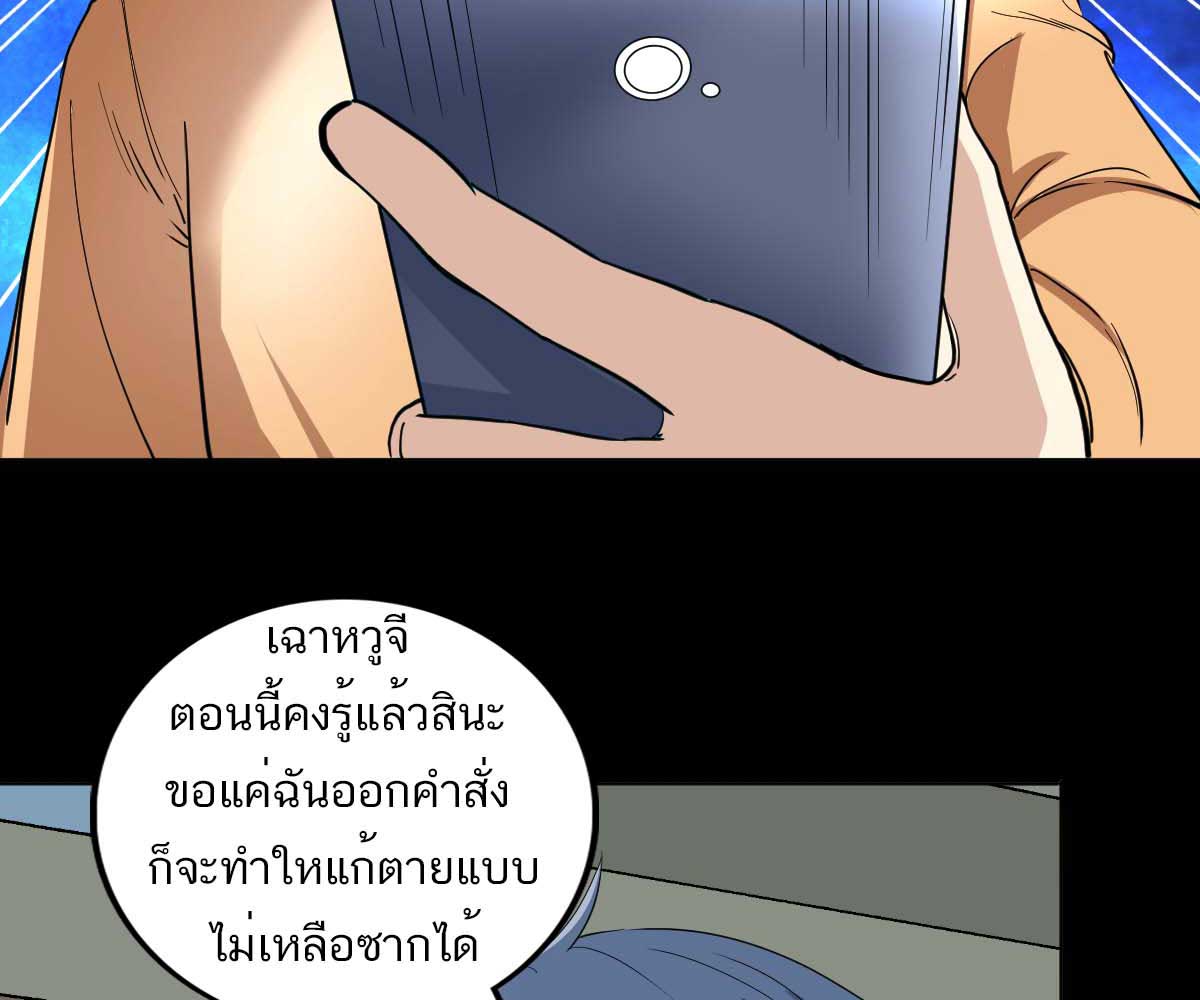 เฉาหวูจี
ตอนนี้คงรู้แล้วสินะ
ขอแค่ฉันออกคำสั่ง
ก็จะทำใหแก้ตายแบบ
ไม่เหลือซากได้